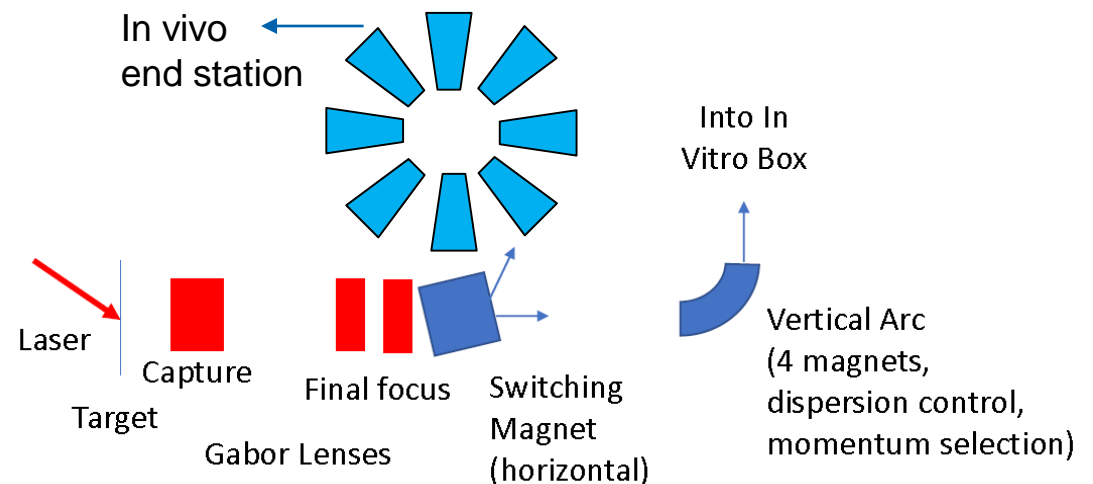 In vivo
end station
Into In
Vitro Box
Laser
Target
Capture
Final focus
Gabor Lenses
Switching
Magnet
(horizontal)
Vertical Arc
(4 magnets,
dispersion control,
momentum selection)